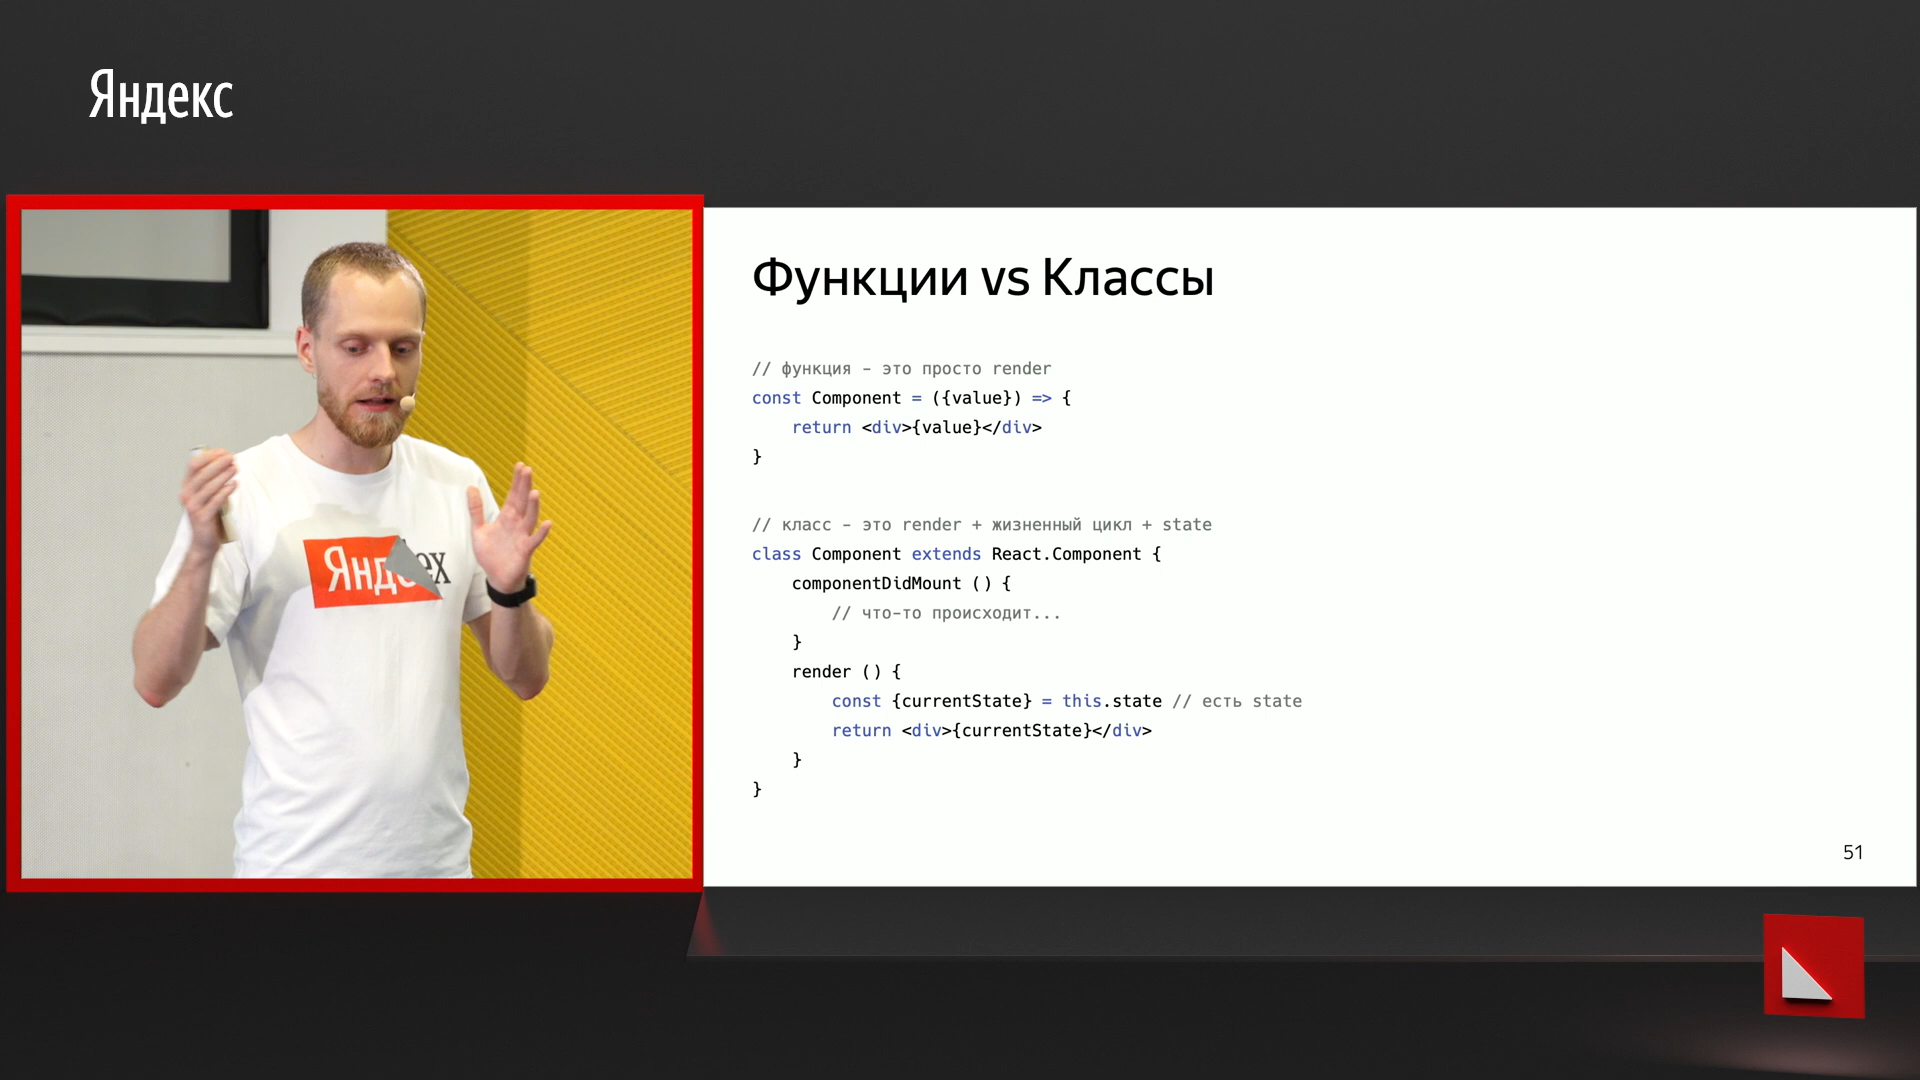 Яндекс
Яндex
Функции vs Классы
// функция - это просто render
const Component = ({value}) => {
    return <div>{value}</div>
}
// класс - это render + жизненный цикл + state
class Component extends React.Component {
    componentDidMount () {
        // что-то происходит...
    }
    render () {
        const {currentState} = this.state // есть state
        return <div>{currentState}</div>
    }
}
51